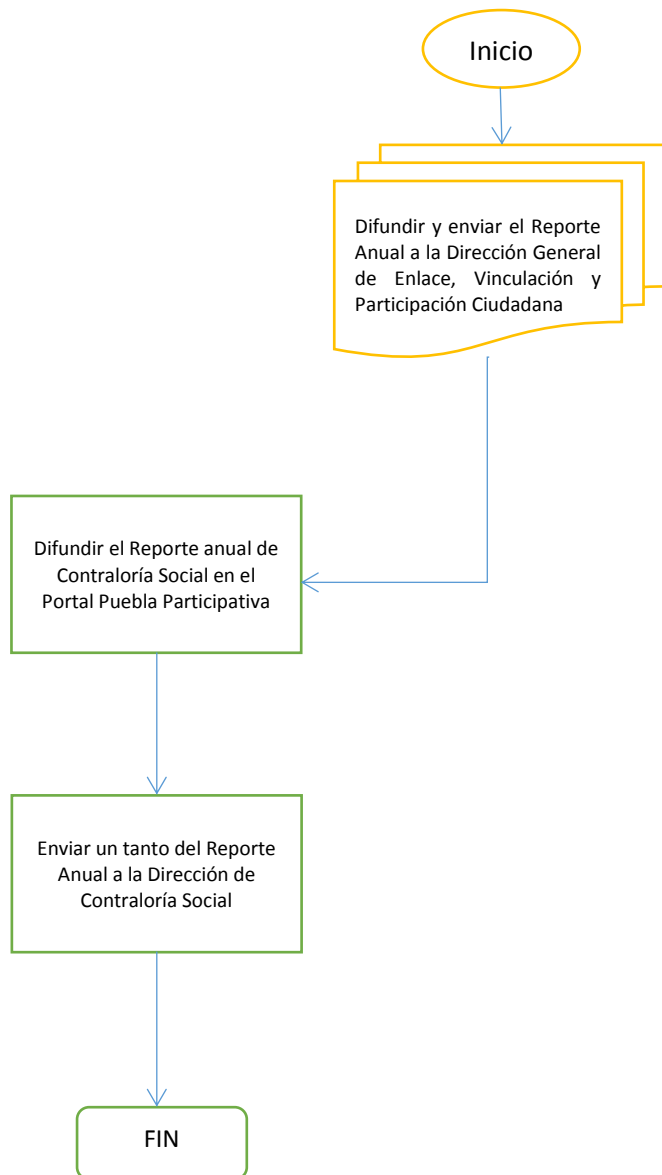 Inicio
Difundir y enviar el Reporte
Anual a la Dirección General
de Enlace, Vinculación y
Participación Ciudadana
Difundir el Reporte anual de
Contraloría Social en el
Portal Puebla Participativa
Enviar un tanto del Reporte
Anual a la Dirección de
Contraloría Social
FIN